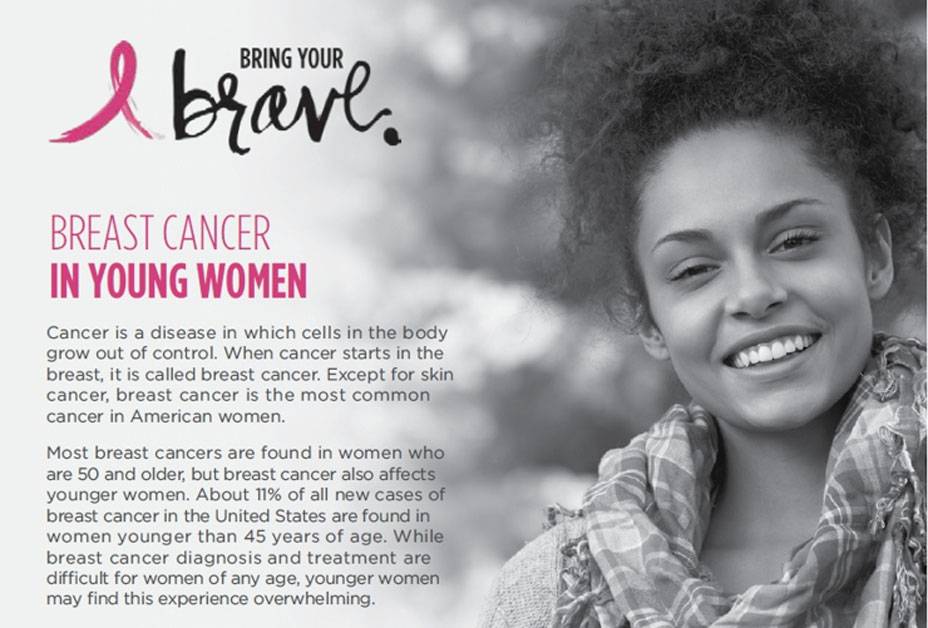 BRING YOUR
brave.
BREAST CANCER
IN YOUNG WOMEN
Cancer is a disease in which cells in the body
grow out of control. When cancer starts in the
breast, it is called breast cancer. Except for skin
cancer, breast cancer is the most common
cancer in American women.
Most breast cancers are found in women who
are 50 and older, but breast cancer also affects
younger women. About 11% of all new cases of
breast cancer in the United States are found in
women younger than 45 years of age. While
breast cancer diagnosis and treatment are
difficult for women of any age, younger women
may find this experience overwhelming.